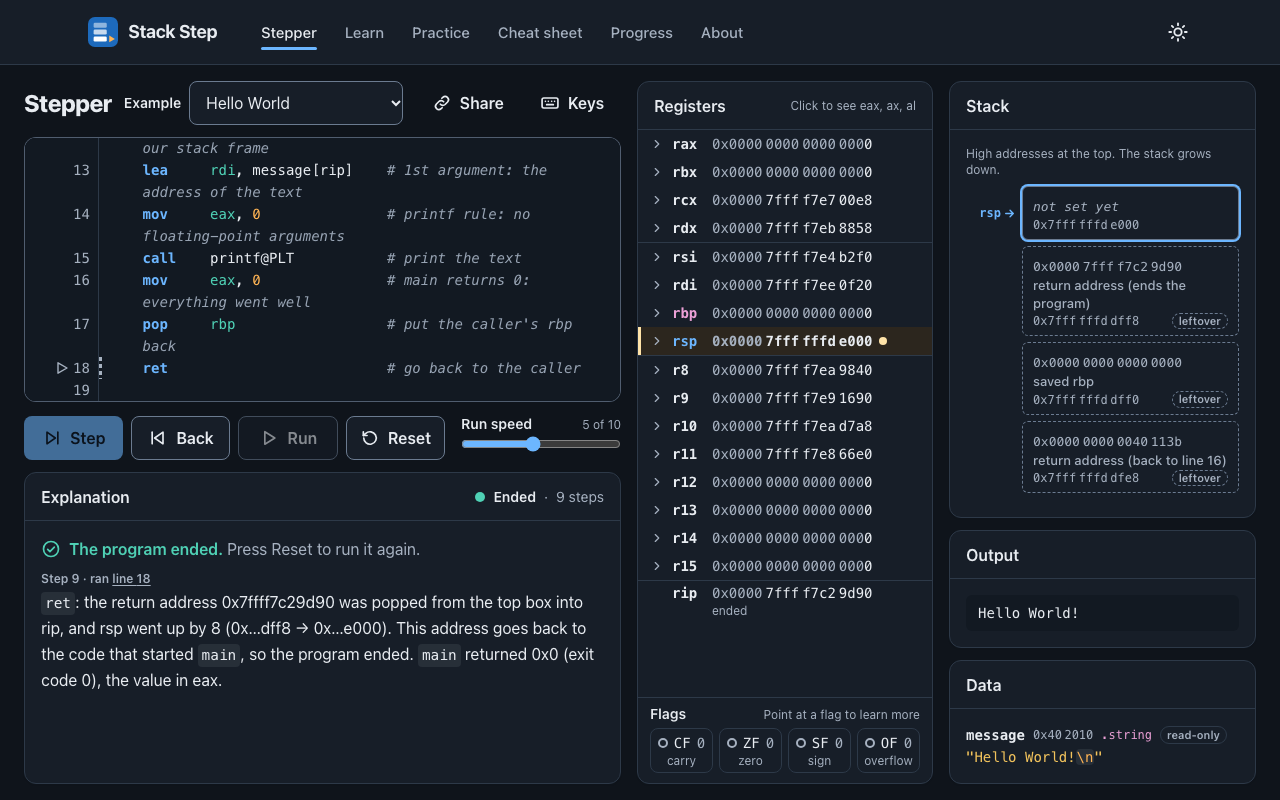 Stack Step
Stepper Learn Practice Cheat sheet Progress About
Stepper Example Hello World Share Keys
our stack frame
13 lea rdi, message[rip] # 1st argument: the
address of the text
14 mov eax, 0 # printf rule: no
floating-point arguments
15 call printf@PLT # print the text
16 mov eax, 0 # main returns 0:
everything went well
17 pop rbp # put the caller's rbp
back
18 ret # go back to the caller
19
Step Back Run Reset
Run speed 5 of 10
Explanation Ended · 9 steps
The program ended. Press Reset to run it again.
Step 9 · ran line 18
ret: the return address 0x7ffff7c29d90 was popped from the top box into
rip, and rsp went up by 8 (0x…dff8 → 0x…e000). This address goes back to
the code that started main, so the program ended. main returned 0x0 (exit
code 0), the value in eax.
Registers Click to see eax, ax, al
rax 0x0000 0000 0000 0000
rbx 0x0000 0000 0000 0000
rcx 0x0000 7fff f7e7 00e8
rdx 0x0000 7fff f7eb 8858
rsi 0x0000 7fff f7e4 b2f0
rdi 0x0000 7fff f7ee 0f20
rbp 0x0000 0000 0000 0000
rsp 0x0000 7fff fffd e000
r8 0x0000 7fff f7ea 9840
r9 0x0000 7fff f7e9 1690
r10 0x0000 7fff f7ea d7a8
r11 0x0000 7fff f7e8 66e0
r12 0x0000 0000 0000 0000
r13 0x0000 0000 0000 0000
r14 0x0000 0000 0000 0000
r15 0x0000 0000 0000 0000
rip 0x0000 7fff f7c2 9d90
ended
Flags Point at a flag to learn more
CF 0 ZF 0 SF 0 OF 0
carry zero sign overflow
Stack
High addresses at the top. The stack grows
down.
rsp → not set yet
0x7fff fffd e000
0x0000 7fff f7c2 9d90
return address (ends the
program)
0x7fff fffd dff8 leftover
0x0000 0000 0000 0000
saved rbp
0x7fff fffd dff0 leftover
0x0000 0000 0040 113b
return address (back to line 16)
0x7fff fffd dfe8 leftover
Output
Hello World!
Data
message 0x40 2010 .string read-only
"Hello World!\n"